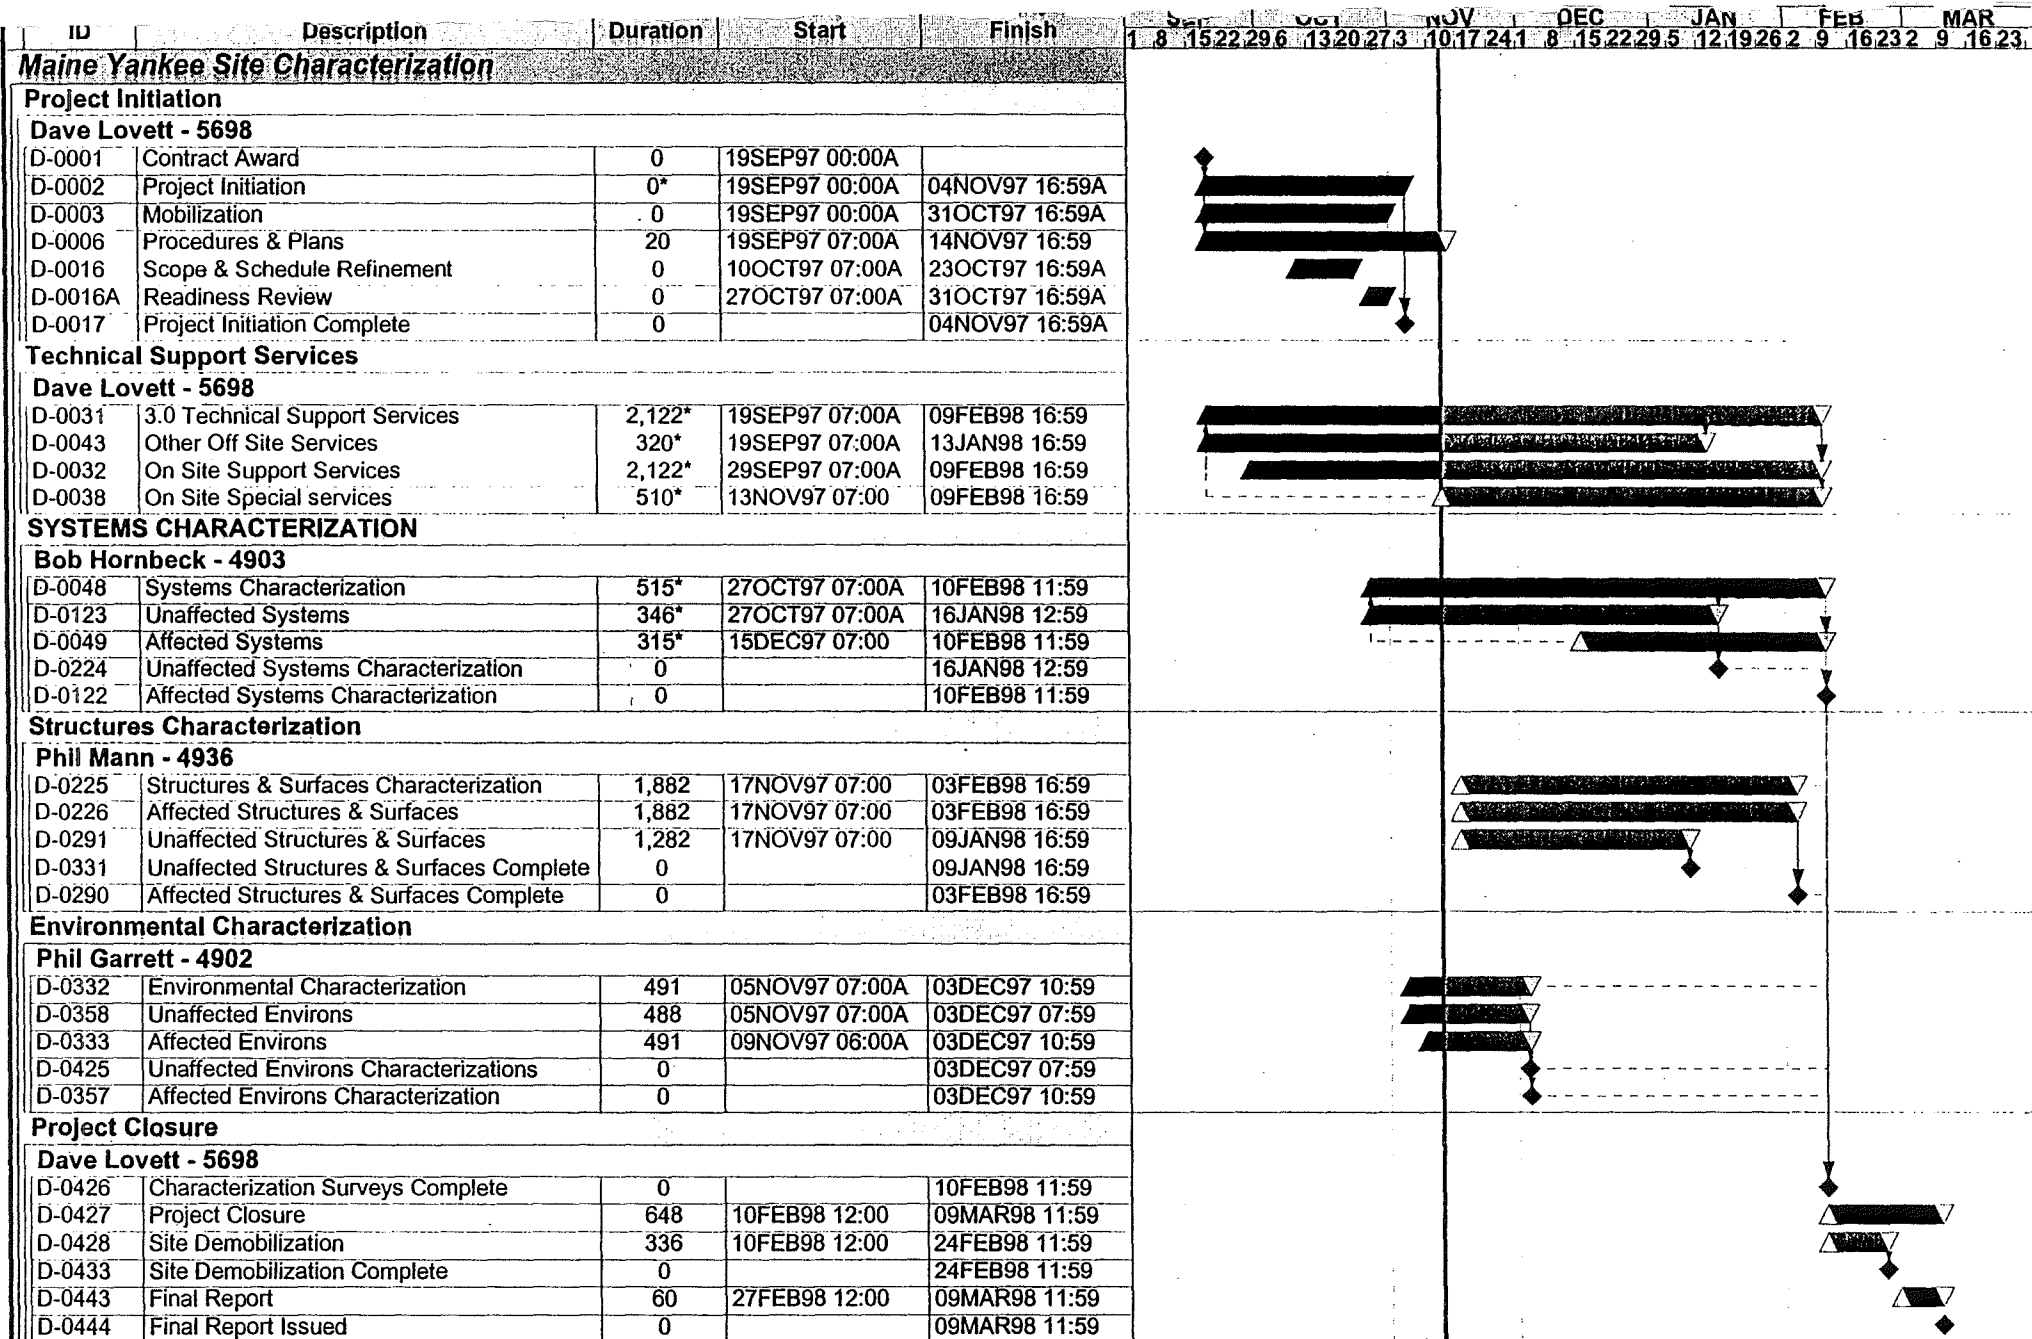 SEP OCT NOV DEC JAN FEB MAR
ID Description Duration Start Finish 1 8 15 22 29 6 13 20 27 3 10 17 24 1 8 15 22 29 5 12 19 26 2 9 16 23 2 9 16 23
Maine Yankee Site Characterization
Project Initiation
Dave Lovett - 5698
D-0001 Contract Award 0 19SEP97 00:00A
D-0002 Project Initiation 0* 19SEP97 00:00A 04NOV97 16:59A
D-0003 Mobilization 0 19SEP97 00:00A 31OCT97 16:59A
D-0006 Procedures & Plans 20 19SEP97 07:00A 14NOV97 16:59
D-0016 Scope & Schedule Refinement 0 10OCT97 07:00A 23OCT97 16:59A
D-0016A Readiness Review 0 27OCT97 07:00A 31OCT97 16:59A
D-0017 Project Initiation Complete 0 04NOV97 16:59A
Technical Support Services
Dave Lovett - 5698
D-0031 3.0 Technical Support Services 2,122* 19SEP97 07:00A 09FEB98 16:59
D-0043 Other Off Site Services 320* 19SEP97 07:00A 13JAN98 16:59
D-0032 On Site Support Services 2,122* 29SEP97 07:00A 09FEB98 16:59
D-0038 On Site Special services 510* 13NOV97 07:00 09FEB98 16:59
SYSTEMS CHARACTERIZATION
Bob Hornbeck - 4903
D-0048 Systems Characterization 515* 27OCT97 07:00A 10FEB98 11:59
D-0123 Unaffected Systems 346* 27OCT97 07:00A 16JAN98 12:59
D-0049 Affected Systems 315* 15DEC97 07:00 10FEB98 11:59
D-0224 Unaffected Systems Characterization 0 16JAN98 12:59
D-0122 Affected Systems Characterization 0 10FEB98 11:59
Structures Characterization
Phil Mann - 4936
D-0225 Structures & Surfaces Characterization 1,882 17NOV97 07:00 03FEB98 16:59
D-0226 Affected Structures & Surfaces 1,882 17NOV97 07:00 03FEB98 16:59
D-0291 Unaffected Structures & Surfaces 1,282 17NOV97 07:00 09JAN98 16:59
D-0331 Unaffected Structures & Surfaces Complete 0 09JAN98 16:59
D-0290 Affected Structures & Surfaces Complete 0 03FEB98 16:59
Environmental Characterization
Phil Garrett - 4902
D-0332 Environmental Characterization 491 05NOV97 07:00A 03DEC97 10:59
D-0358 Unaffected Environs 488 05NOV97 07:00A 03DEC97 07:59
D-0333 Affected Environs 491 09NOV97 06:00A 03DEC97 10:59
D-0425 Unaffected Environs Characterizations 0 03DEC97 07:59
D-0357 Affected Environs Characterization 0 03DEC97 10:59
Project Closure
Dave Lovett - 5698
D-0426 Characterization Surveys Complete 0 10FEB98 11:59
D-0427 Project Closure 648 10FEB98 12:00 09MAR98 11:59
D-0428 Site Demobilization 336 10FEB98 12:00 24FEB98 11:59
D-0433 Site Demobilization Complete 0 24FEB98 11:59
D-0443 Final Report 60 27FEB98 12:00 09MAR98 11:59
D-0444 Final Report Issued 0 09MAR98 11:59